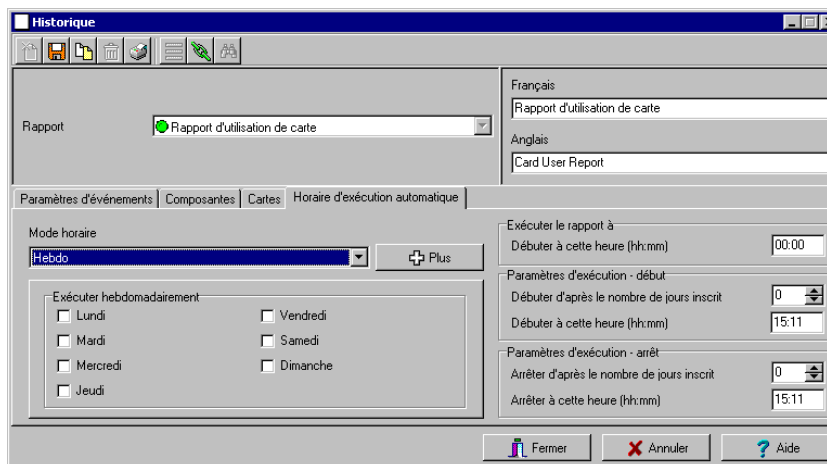 Historique
Français
Rapport d'utilisation de carte
Rapport
Rapport d'utilisation de carte
Anglais
Card User Report
Paramètres d'événements
Composantes
Cartes
Horaire d'exécution automatique
Mode horaire
Hebdo
Plus
Exécuter hebdomadairement
Lundi
Vendredi
Mardi
Samedi
Mercredi
Dimanche
Jeudi
Exécuter le rapport à
Débuter à cette heure (hh:mm)
00:00
Paramètres d'exécution - début
Débuter d'après le nombre de jours inscrit
0
Débuter à cette heure (hh:mm)
15:11
Paramètres d'exécution - arrêt
Arrêter d'après le nombre de jours inscrit
0
Arrêter à cette heure (hh:mm)
15:11
Fermer
Annuler
Aide